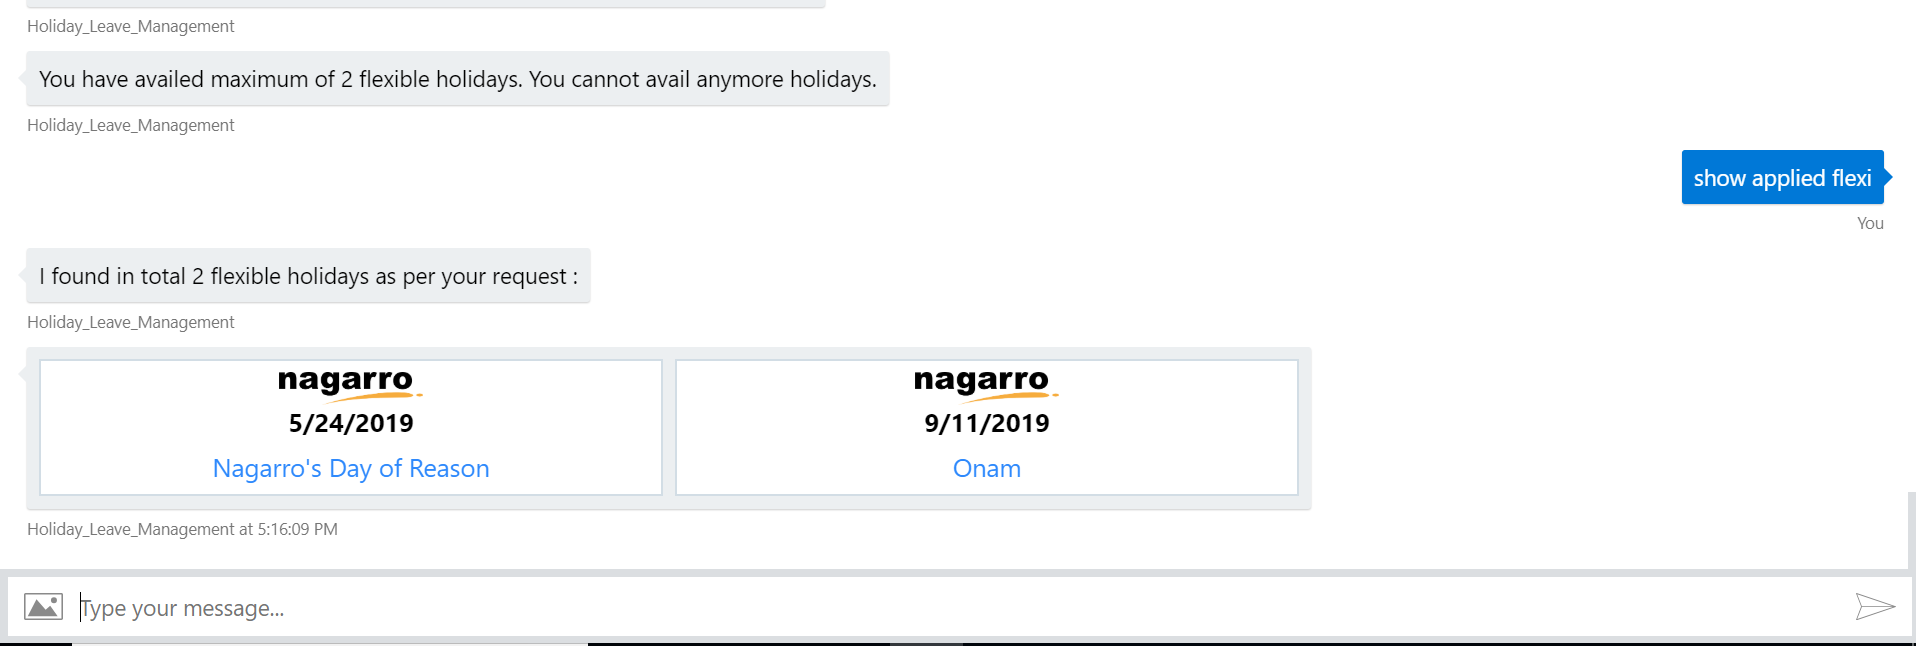 Holiday_Leave_Management
You have availed maximum of 2 flexible holidays. You cannot avail anymore holidays.
Holiday_Leave_Management
show applied flexi
You
I found in total 2 flexible holidays as per your request :
Holiday_Leave_Management
nagarro
5/24/2019
Nagarro's Day of Reason
nagarro
9/11/2019
Onam
Holiday_Leave_Management at 5:16:09 PM
Type your message...